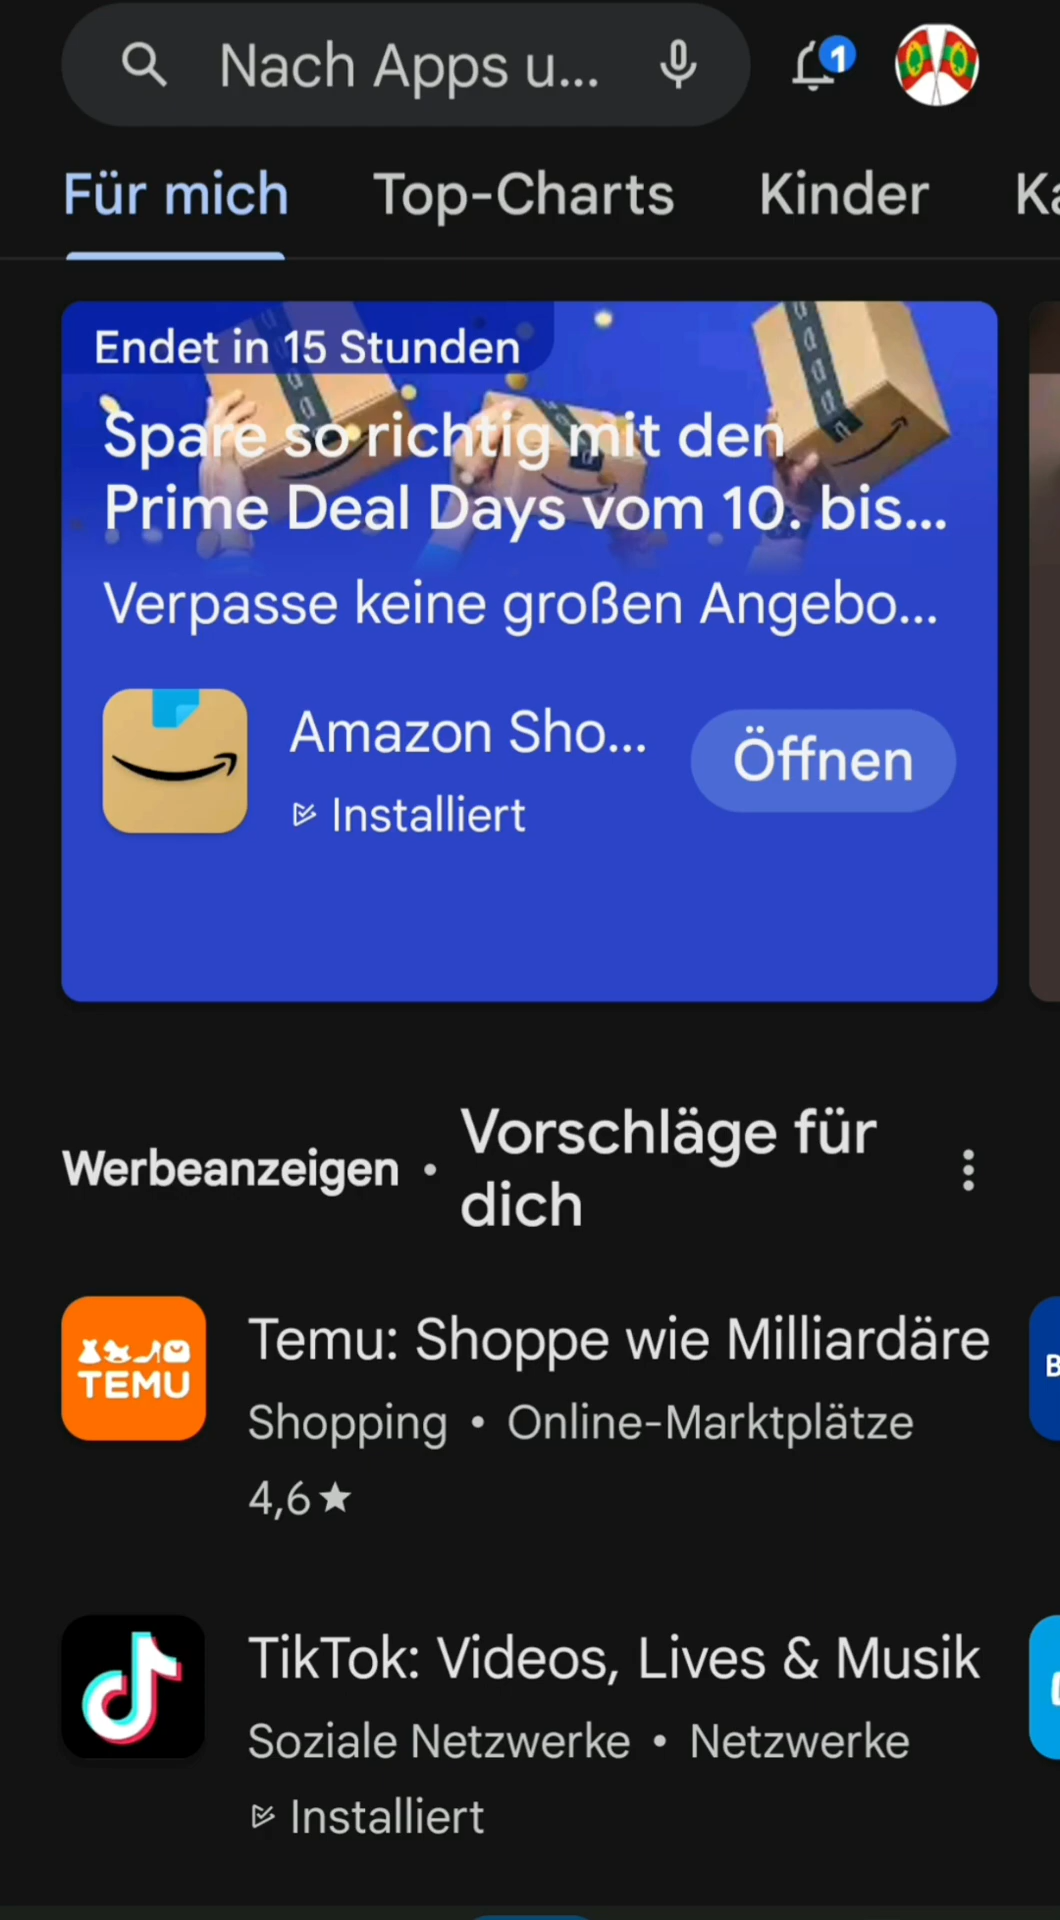 Nach Apps u...
1
Für mich
Top-Charts
Kinder
Ka
Endet in 15 Stunden
Spare so richtig mit den
Prime Deal Days vom 10. bis...
Verpasse keine großen Angebo...
Amazon Sho...
Installiert
Öffnen
Werbeanzeigen • Vorschläge für
dich
TEMU
Temu: Shoppe wie Milliardäre
Shopping • Online-Marktplätze
4,6★
B
TikTok: Videos, Lives & Musik
Soziale Netzwerke • Netzwerke
Installiert